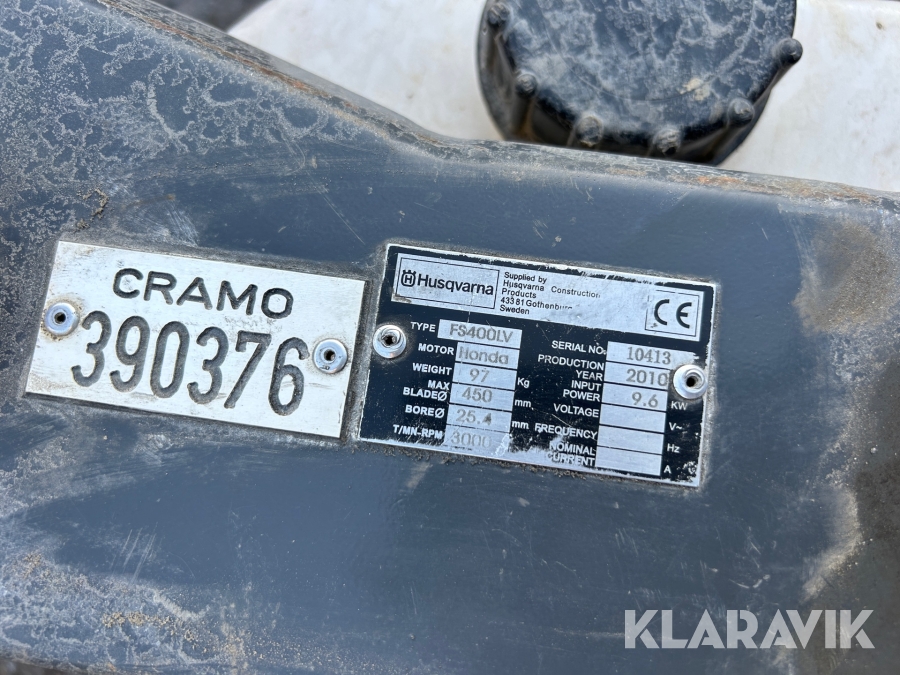 CRAMO
390376
Husqvarna
Supplied by
Husqvarna Construction
Products
433 81 Gothenburg
Sweden
CE
TYPE FS400LV
MOTOR Honda
WEIGHT 97 Kg
MAX BLADEØ 450 mm
BOREØ 25.4 mm
T/MN-RPM 3000
SERIAL NO: 10413
PRODUCTION YEAR 2010
INPUT POWER 9.6 KW
VOLTAGE V~
FREQUENCY Hz
NOMINAL CURRENT A
KLARAVIK